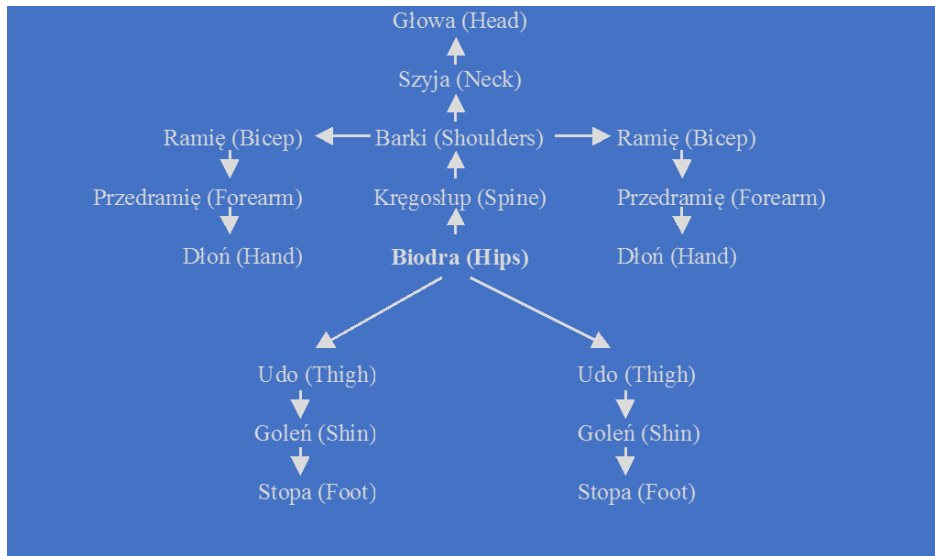 Głowa (Head)
Szyja (Neck)
Ramię (Bicep) Barki (Shoulders) Ramię (Bicep)
Przedramię (Forearm) Kręgosłup (Spine) Przedramię (Forearm)
Dłoń (Hand) Biodra (Hips) Dłoń (Hand)
Udo (Thigh) Udo (Thigh)
Goleń (Shin) Goleń (Shin)
Stopa (Foot) Stopa (Foot)